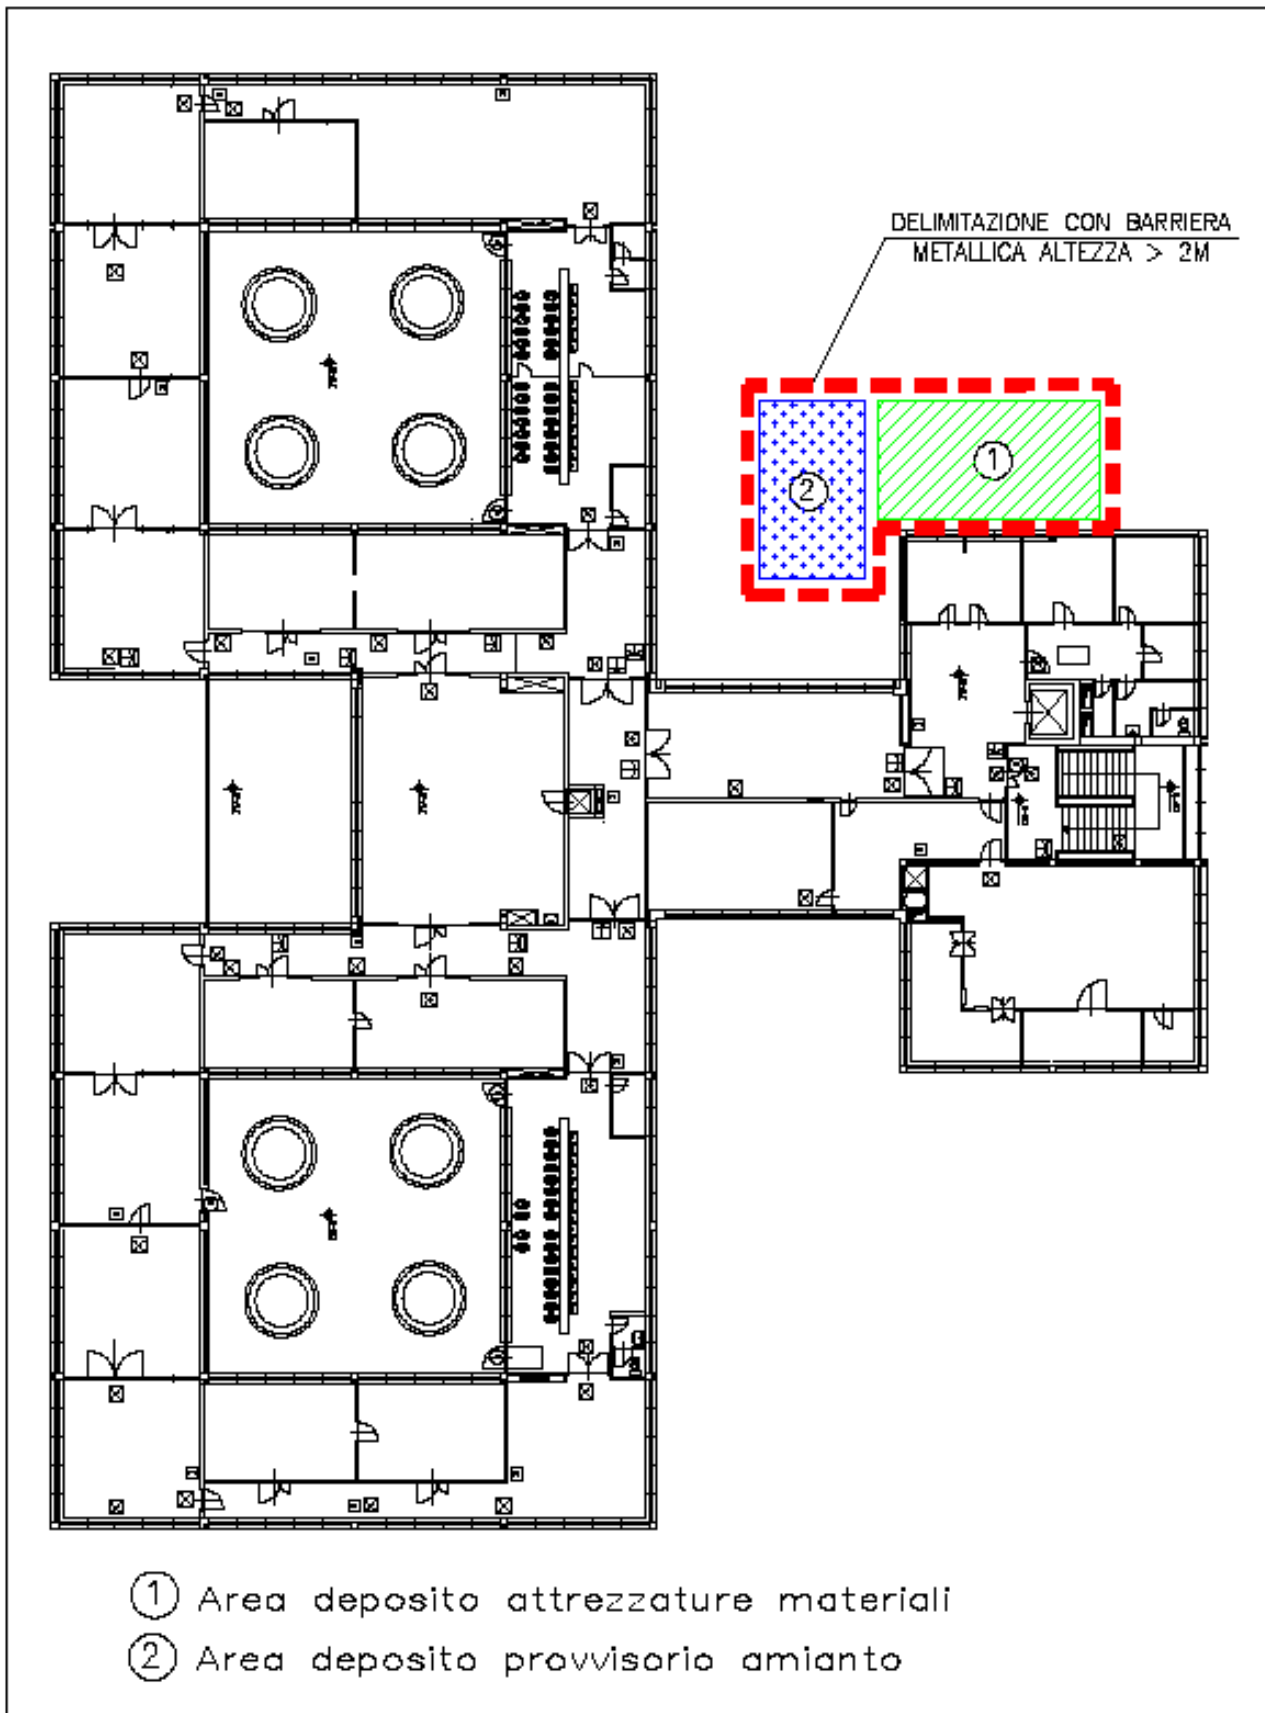 DELIMITAZIONE CON BARRIERA
METALLICA ALTEZZA > 2M
1
2
1 Area deposito attrezzature materiali
2 Area deposito provvisorio amianto